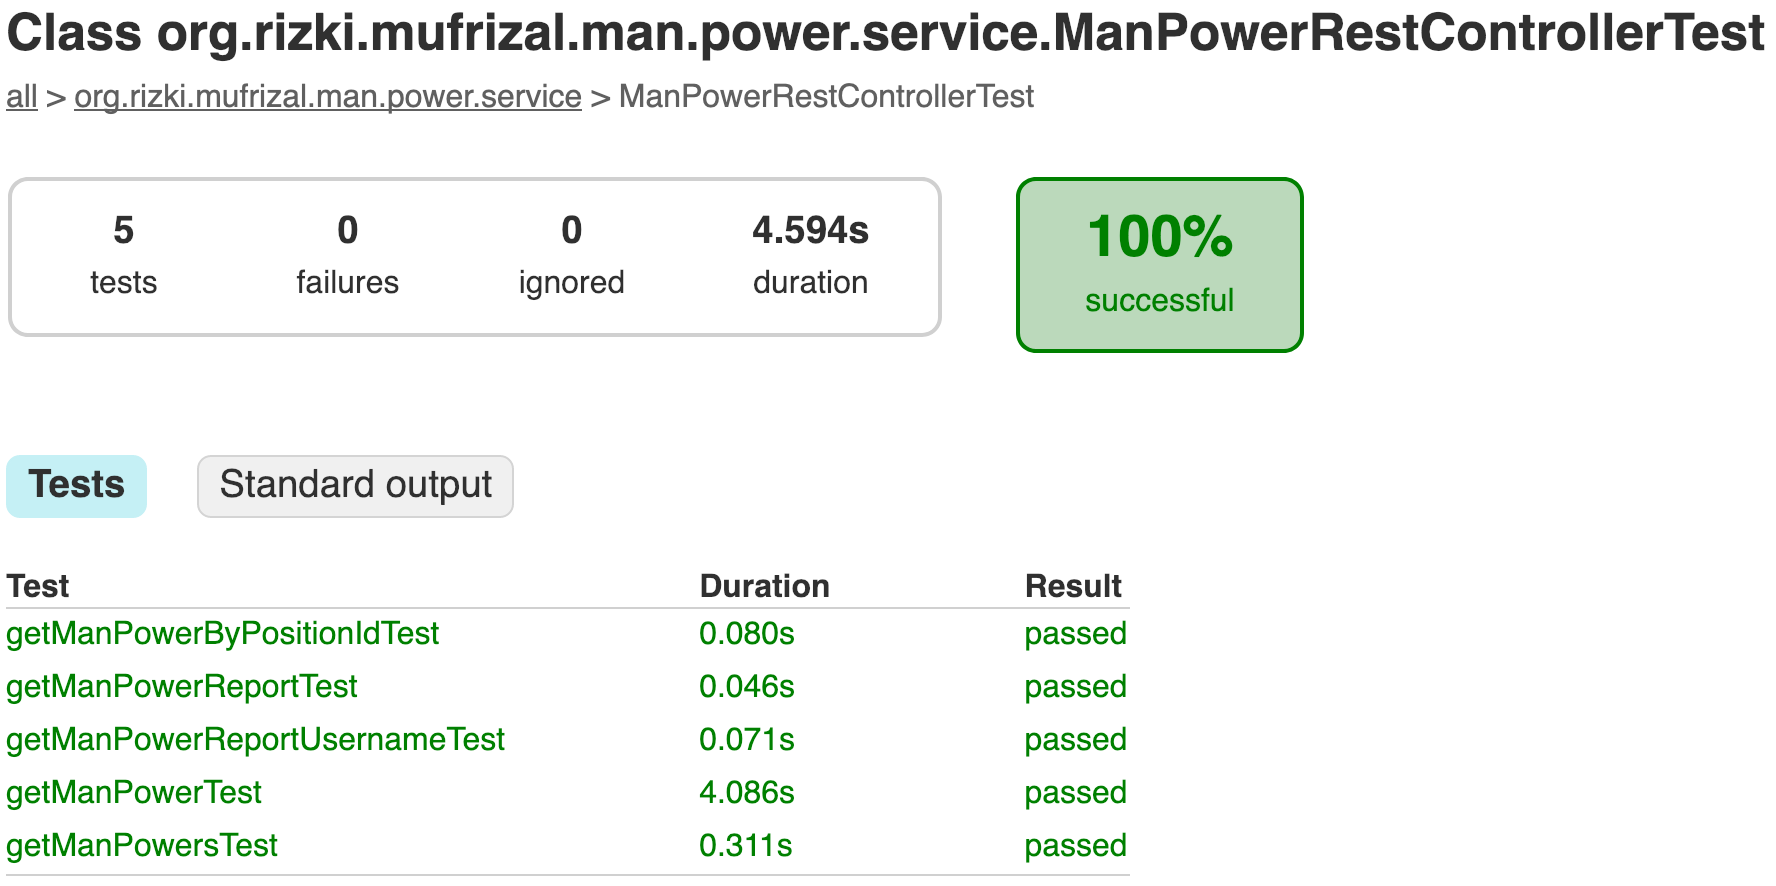 Class org.rizki.mufrizal.man.power.service.ManPowerRestControllerTest
all > org.rizki.mufrizal.man.power.service > ManPowerRestControllerTest
5 0 0 4.594s
tests failures ignored duration
100%
successful
Tests Standard output
Test Duration Result
getManPowerByPositionIdTest 0.080s passed
getManPowerReportTest 0.046s passed
getManPowerReportUsernameTest 0.071s passed
getManPowerTest 4.086s passed
getManPowersTest 0.311s passed